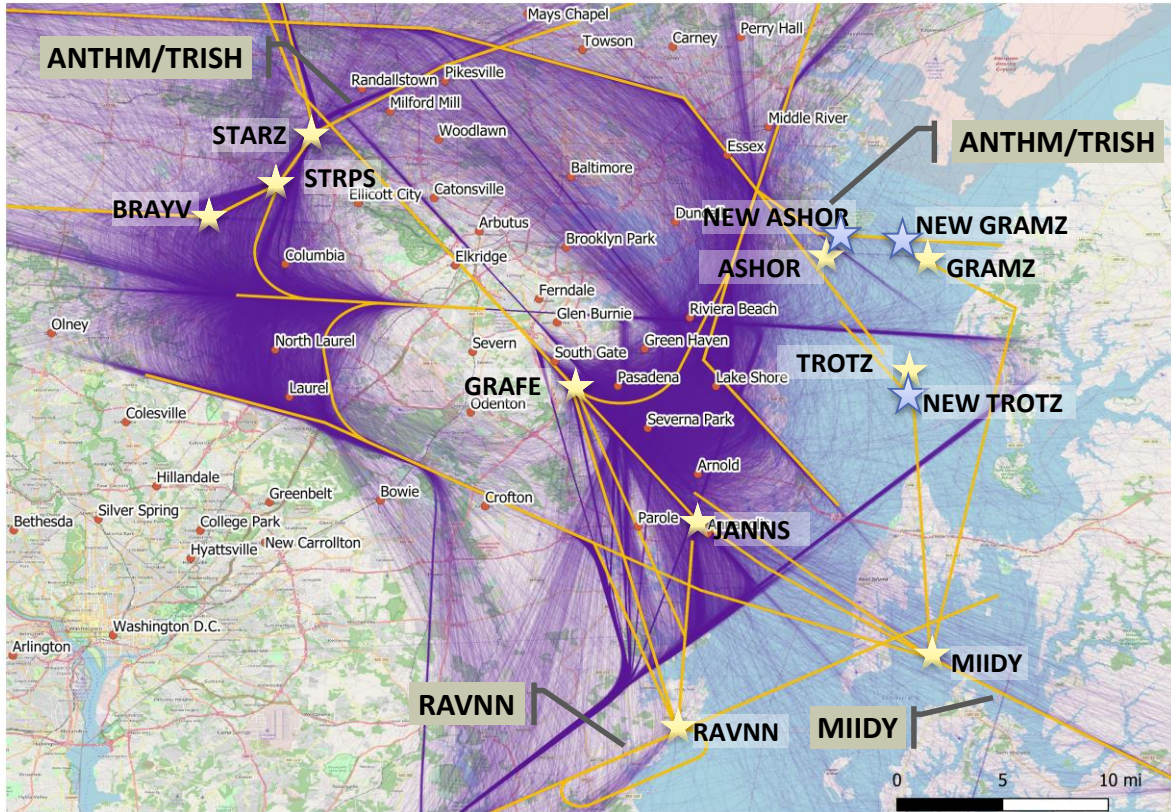 Mays Chapel
Towson
Carney
Perry Hall
ANTHM/TRISH
Randallstown
Pikesville
Milford Mill
Middle River
STARZ
Woodlawn
Essex
ANTHM/TRISH
STRPS
Baltimore
Ellicott City
Catonsville
BRAYV
Dundalk
NEW ASHOR
NEW GRAMZ
Arbutus
Brooklyn Park
Columbia
Elkridge
ASHOR
GRAMZ
Ferndale
Glen Burnie
Riviera Beach
Olney
North Laurel
Severn
South Gate
Green Haven
TROTZ
GRAFE
Pasadena
Lake Shore
Laurel
Odenton
NEW TROTZ
Colesville
Severna Park
Arnold
Hillandale
Greenbelt
Bowie
Crofton
Silver Spring
Bethesda
College Park
Parole
JANNS
New Carrollton
Hyattsville
Washington D.C.
Arlington
MIIDY
RAVNN
RAVNN
MIIDY
0 5 10 mi